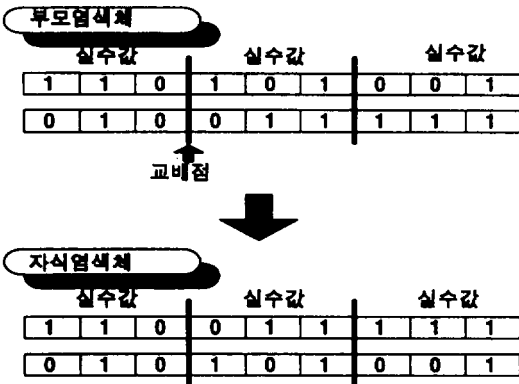 부모염색체
실수값 실수값 실수값
1 1 0 1 0 1 0 0 1
0 1 0 0 1 1 1 1 1
교배점
자식염색체
실수값 실수값 실수값
1 1 0 0 1 1 1 1 1
0 1 0 1 0 1 0 0 1